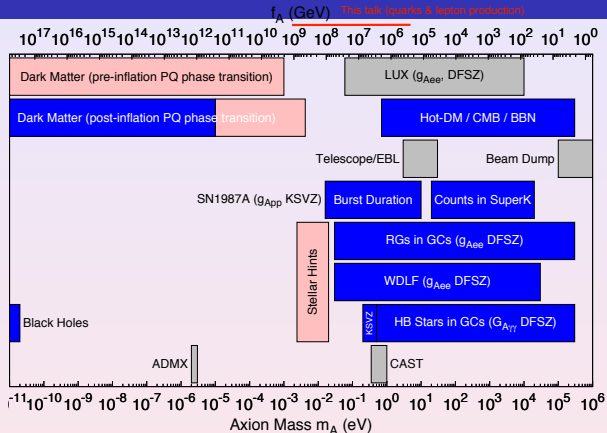 f_A (GeV) This talk (quarks & lepton production)
10^17 10^16 10^15 10^14 10^13 10^12 10^11 10^10 10^9 10^8 10^7 10^6 10^5 10^4 10^3 10^2 10^1 10^0
Dark Matter (pre-inflation PQ phase transition) LUX (g_Aee, DFSZ)
Dark Matter (post-inflation PQ phase transition) Hot-DM / CMB / BBN
Telescope/EBL Beam Dump
SN1987A (g_App KSVZ) Burst Duration Counts in SuperK
RGs in GCs (g_Aee DFSZ)
Stellar Hints
WDLF (g_Aee DFSZ)
Black Holes KSVZ HB Stars in GCs (G_Aγγ DFSZ)
ADMX CAST
10^-11 10^-10 10^-9 10^-8 10^-7 10^-6 10^-5 10^-4 10^-3 10^-2 10^-1 10^0 10^1 10^2 10^3 10^4 10^5 10^6 10^7
Axion Mass m_A (eV)